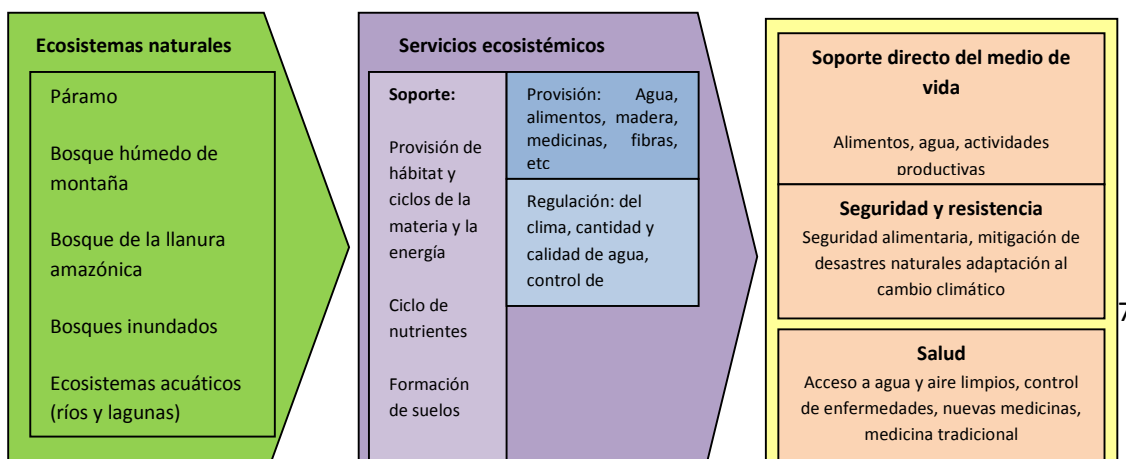 Ecosistemas naturales
Páramo
Bosque húmedo de
montaña
Bosque de la llanura
amazónica
Bosques inundados
Ecosistemas acuáticos
(ríos y lagunas)
Servicios ecosistémicos
Soporte:
Provisión de
hábitat y
ciclos de la
materia y la
energía
Ciclo de
nutrientes
Formación
de suelos
Provisión: Agua,
alimentos, madera,
medicinas, fibras,
etc
Regulación: del
clima, cantidad y
calidad de agua,
control de
Soporte directo del medio de
vida
Alimentos, agua, actividades
productivas
Seguridad y resistencia
Seguridad alimentaria, mitigación de
desastres naturales adaptación al
cambio climático
Salud
Acceso a agua y aire limpios, control
de enfermedades, nuevas medicinas,
medicina tradicional
7